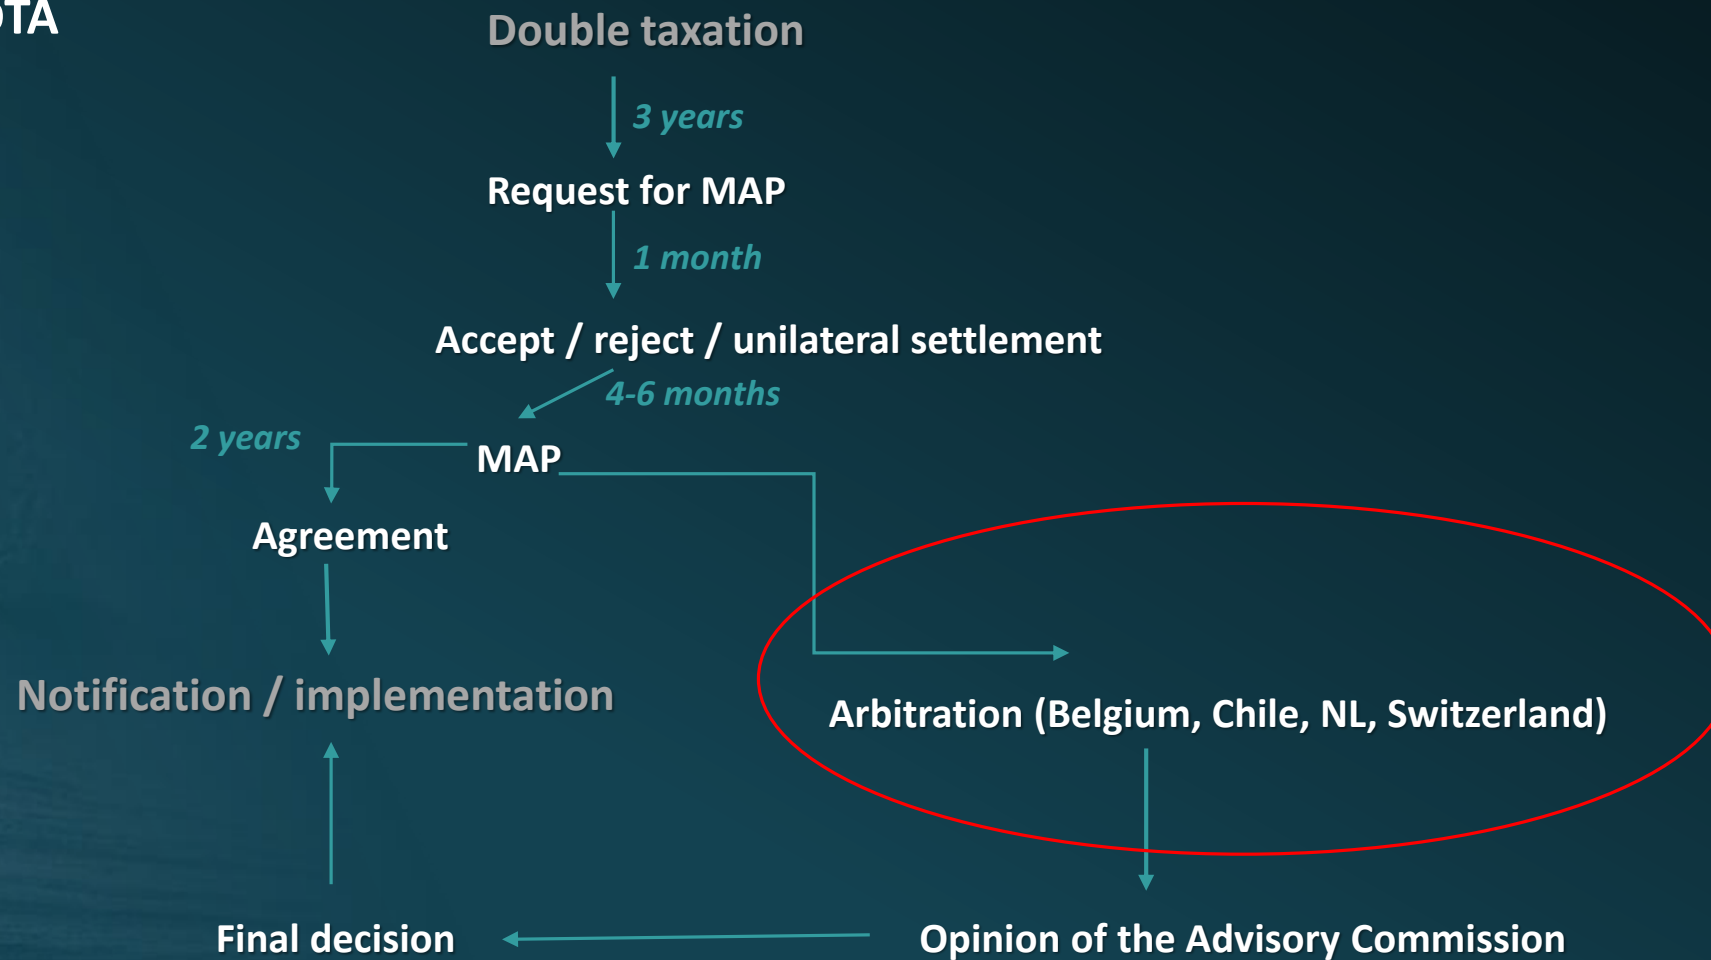 Double taxation
3 years
Request for MAP
1 month
Accept / reject / unilateral settlement
4-6 months
2 years
MAP
Agreement
Notification / implementation
Arbitration (Belgium, Chile, NL, Switzerland)
Final decision
Opinion of the Advisory Commission